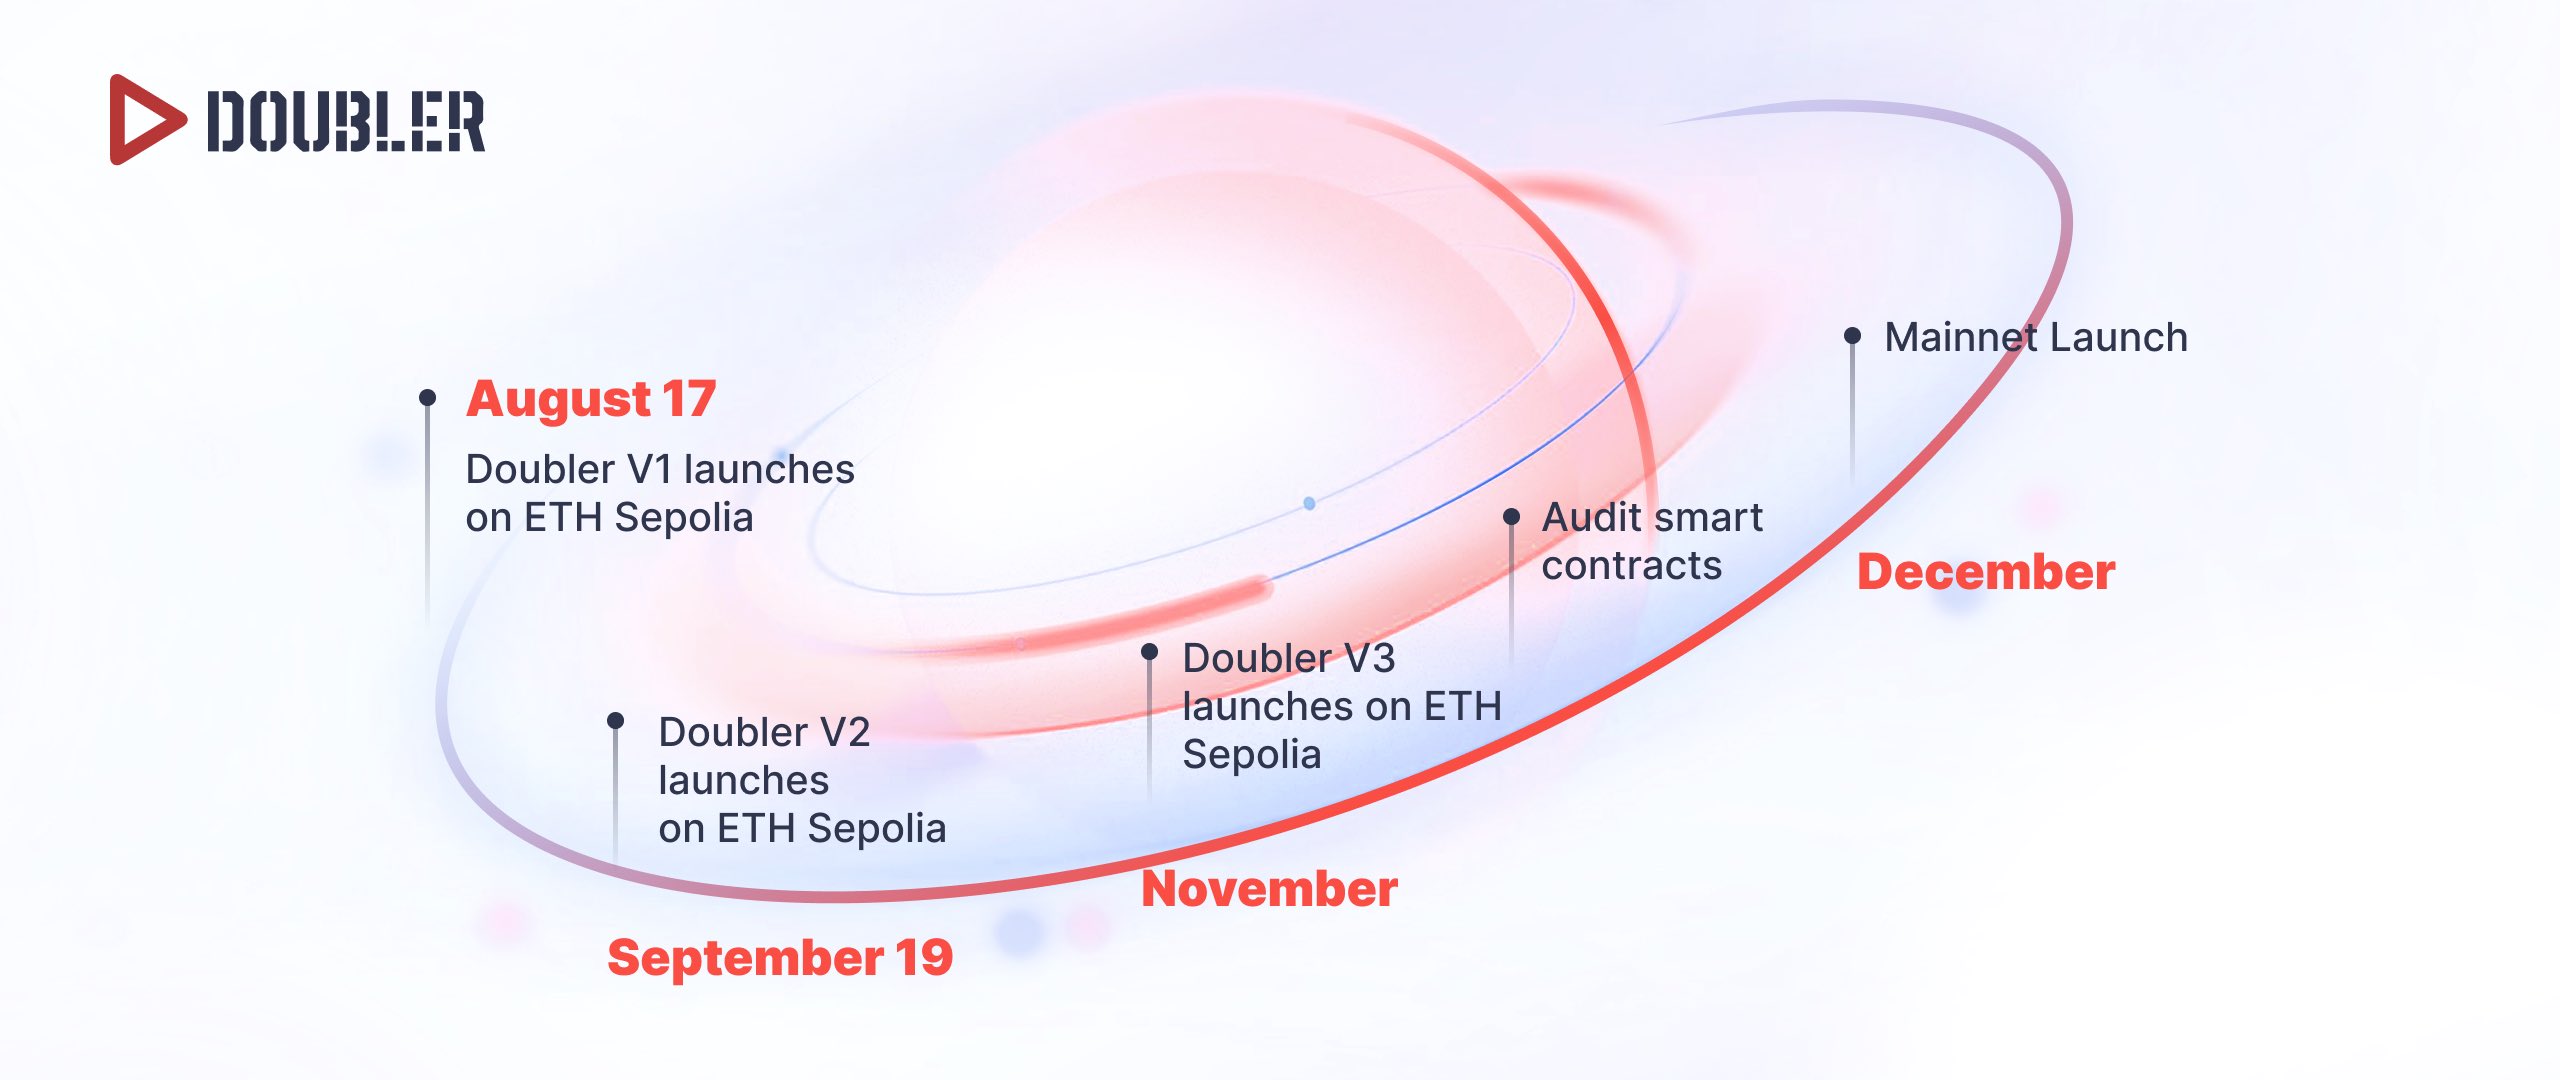 DOUBLER
August 17
Doubler V1 launches
on ETH Sepolia
Doubler V2
launches
on ETH Sepolia
September 19
Doubler V3
launches on ETH
Sepolia
November
Audit smart
contracts
Mainnet Launch
December